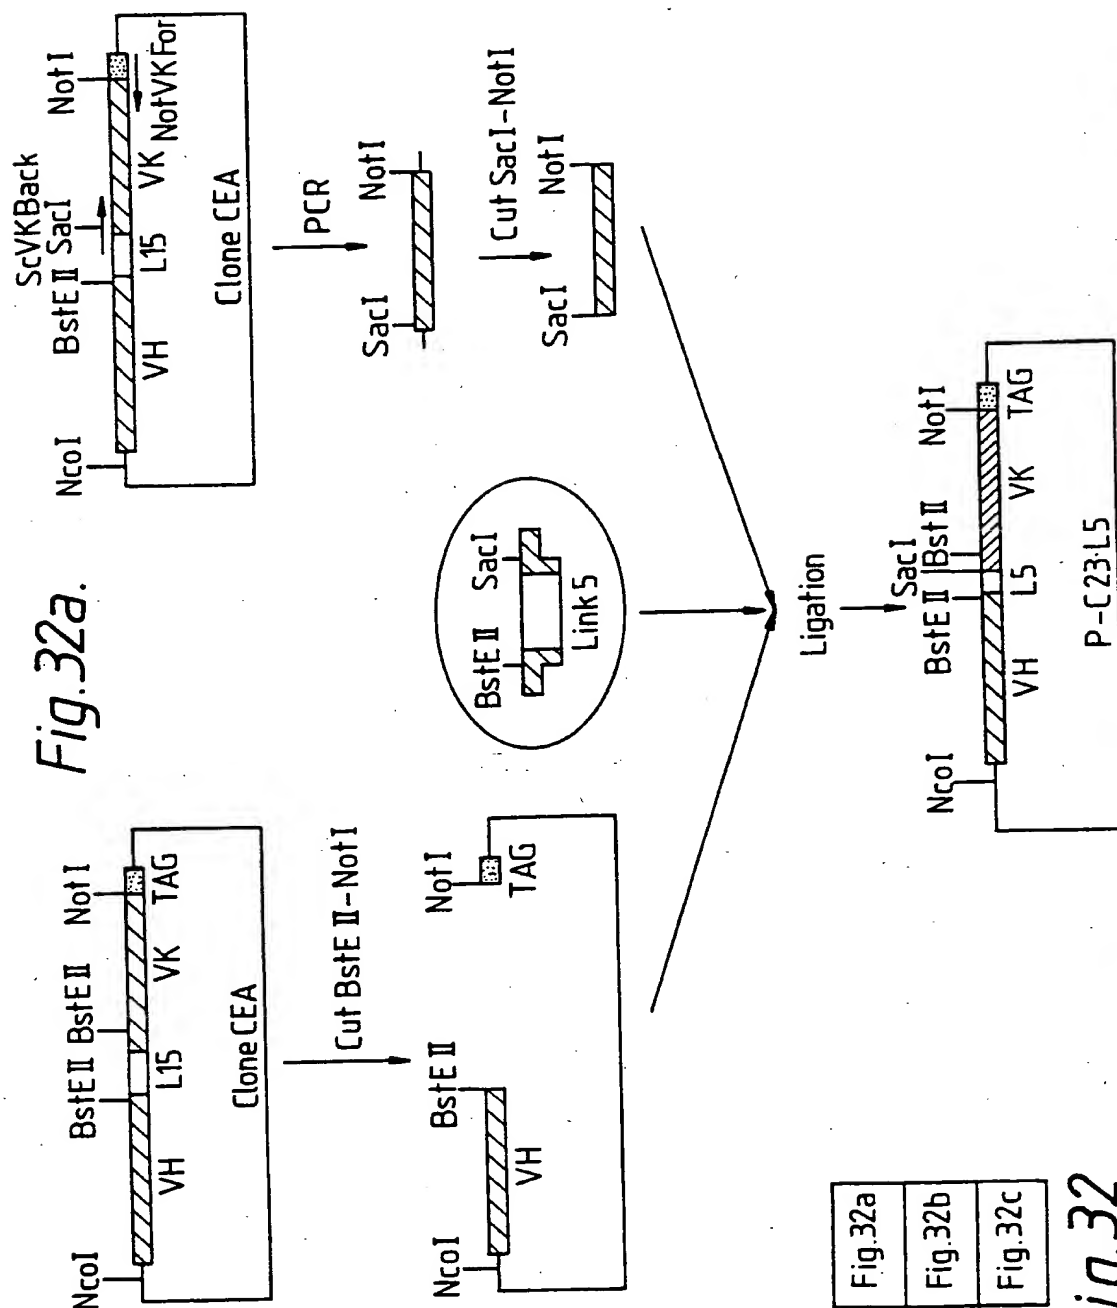 Fig.32a.
NcoI
BstE II
BstE II
NotI
VH
L15
VK
TAG
Clone CEA
Cut BstE II-NotI
NcoI
BstE II
NotI
VH
TAG
BstE II
SacI
Link 5
ScVKBack
NcoI
BstE II
SacI
NotI
VH
L15
VK
NotVKFor
Clone CEA
PCR
SacI
NotI
Cut SacI-NotI
SacI
NotI
Ligation
NcoI
BstE II
SacI
Bst II
NotI
VH
L5
VK
TAG
P-C23·L5
Fig.32a
Fig.32b
Fig.32c
ig.32